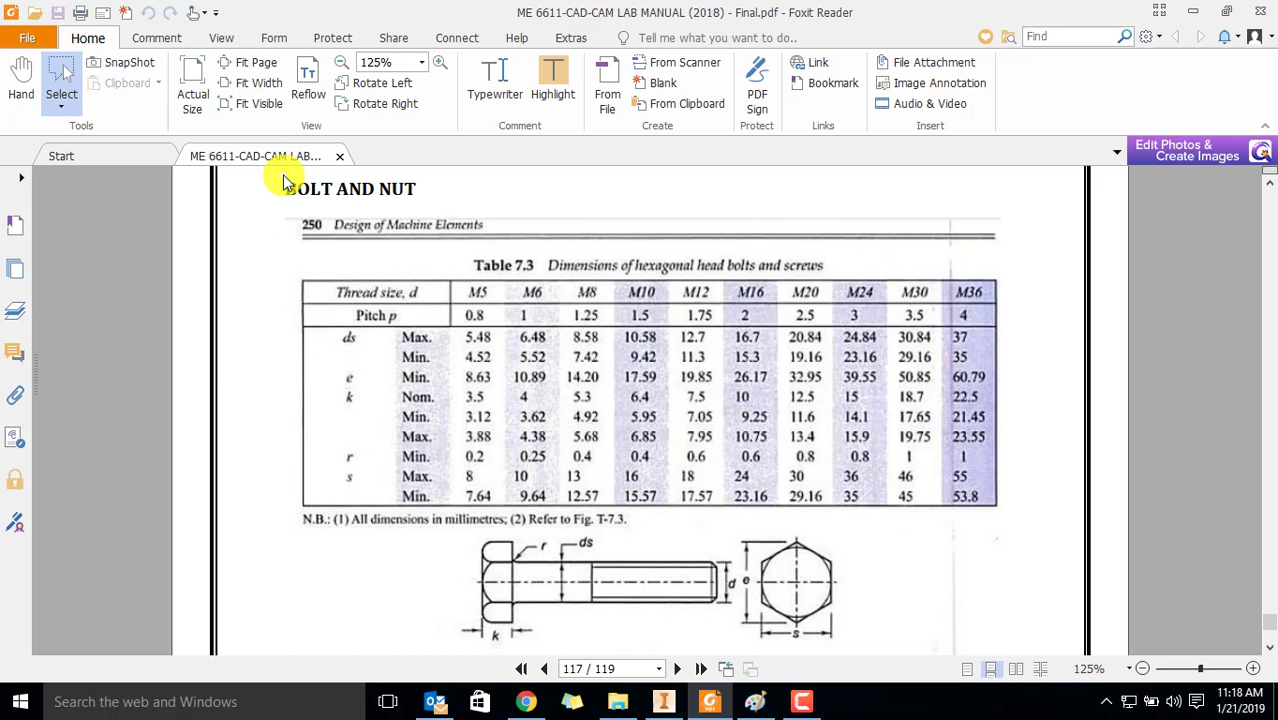 ME 6611-CAD-CAM LAB MANUAL (2018) - Final.pdf - Foxit Reader
File Home Comment View Form Protect Share Connect Help Extras Tell me what you want to do.. Find
Hand
Select
SnapShot
Clipboard
Tools
Actual Size
Fit Page
Fit Width
Fit Visible
Reflow
125%
Rotate Left
Rotate Right
View
Typewriter
Highlight
Comment
From File
From Scanner
Blank
From Clipboard
Create
PDF Sign
Protect
Link
Bookmark
Links
File Attachment
Image Annotation
Audio & Video
Insert
Start ME 6611-CAD-CAM LAB...
Edit Photos & Create Images
BOLT AND NUT
250 Design of Machine Elements
Table 7.3 Dimensions of hexagonal head bolts and screws
Thread size, d M5 M6 M8 M10 M12 M16 M20 M24 M30 M36
Pitch p 0.8 1 1.25 1.5 1.75 2 2.5 3 3.5 4
ds Max. 5.48 6.48 8.58 10.58 12.7 16.7 20.84 24.84 30.84 37
Min. 4.52 5.52 7.42 9.42 11.3 15.3 19.16 23.16 29.16 35
e Min. 8.63 10.89 14.20 17.59 19.85 26.17 32.95 39.55 50.85 60.79
k Nom. 3.5 4 5.3 6.4 7.5 10 12.5 15 18.7 22.5
Min. 3.12 3.62 4.92 5.95 7.05 9.25 11.6 14.1 17.65 21.45
Max. 3.88 4.38 5.68 6.85 7.95 10.75 13.4 15.9 19.75 23.55
r Min. 0.2 0.25 0.4 0.4 0.6 0.6 0.8 0.8 1 1
s Max. 8 10 13 16 18 24 30 36 46 55
Min. 7.64 9.64 12.57 15.57 17.57 23.16 29.16 35 45 53.8
N.B.: (1) All dimensions in millimetres; (2) Refer to Fig. T-7.3.
r ds
d e
k s
117 / 119 125%
Search the web and Windows
11:18 AM
1/21/2019